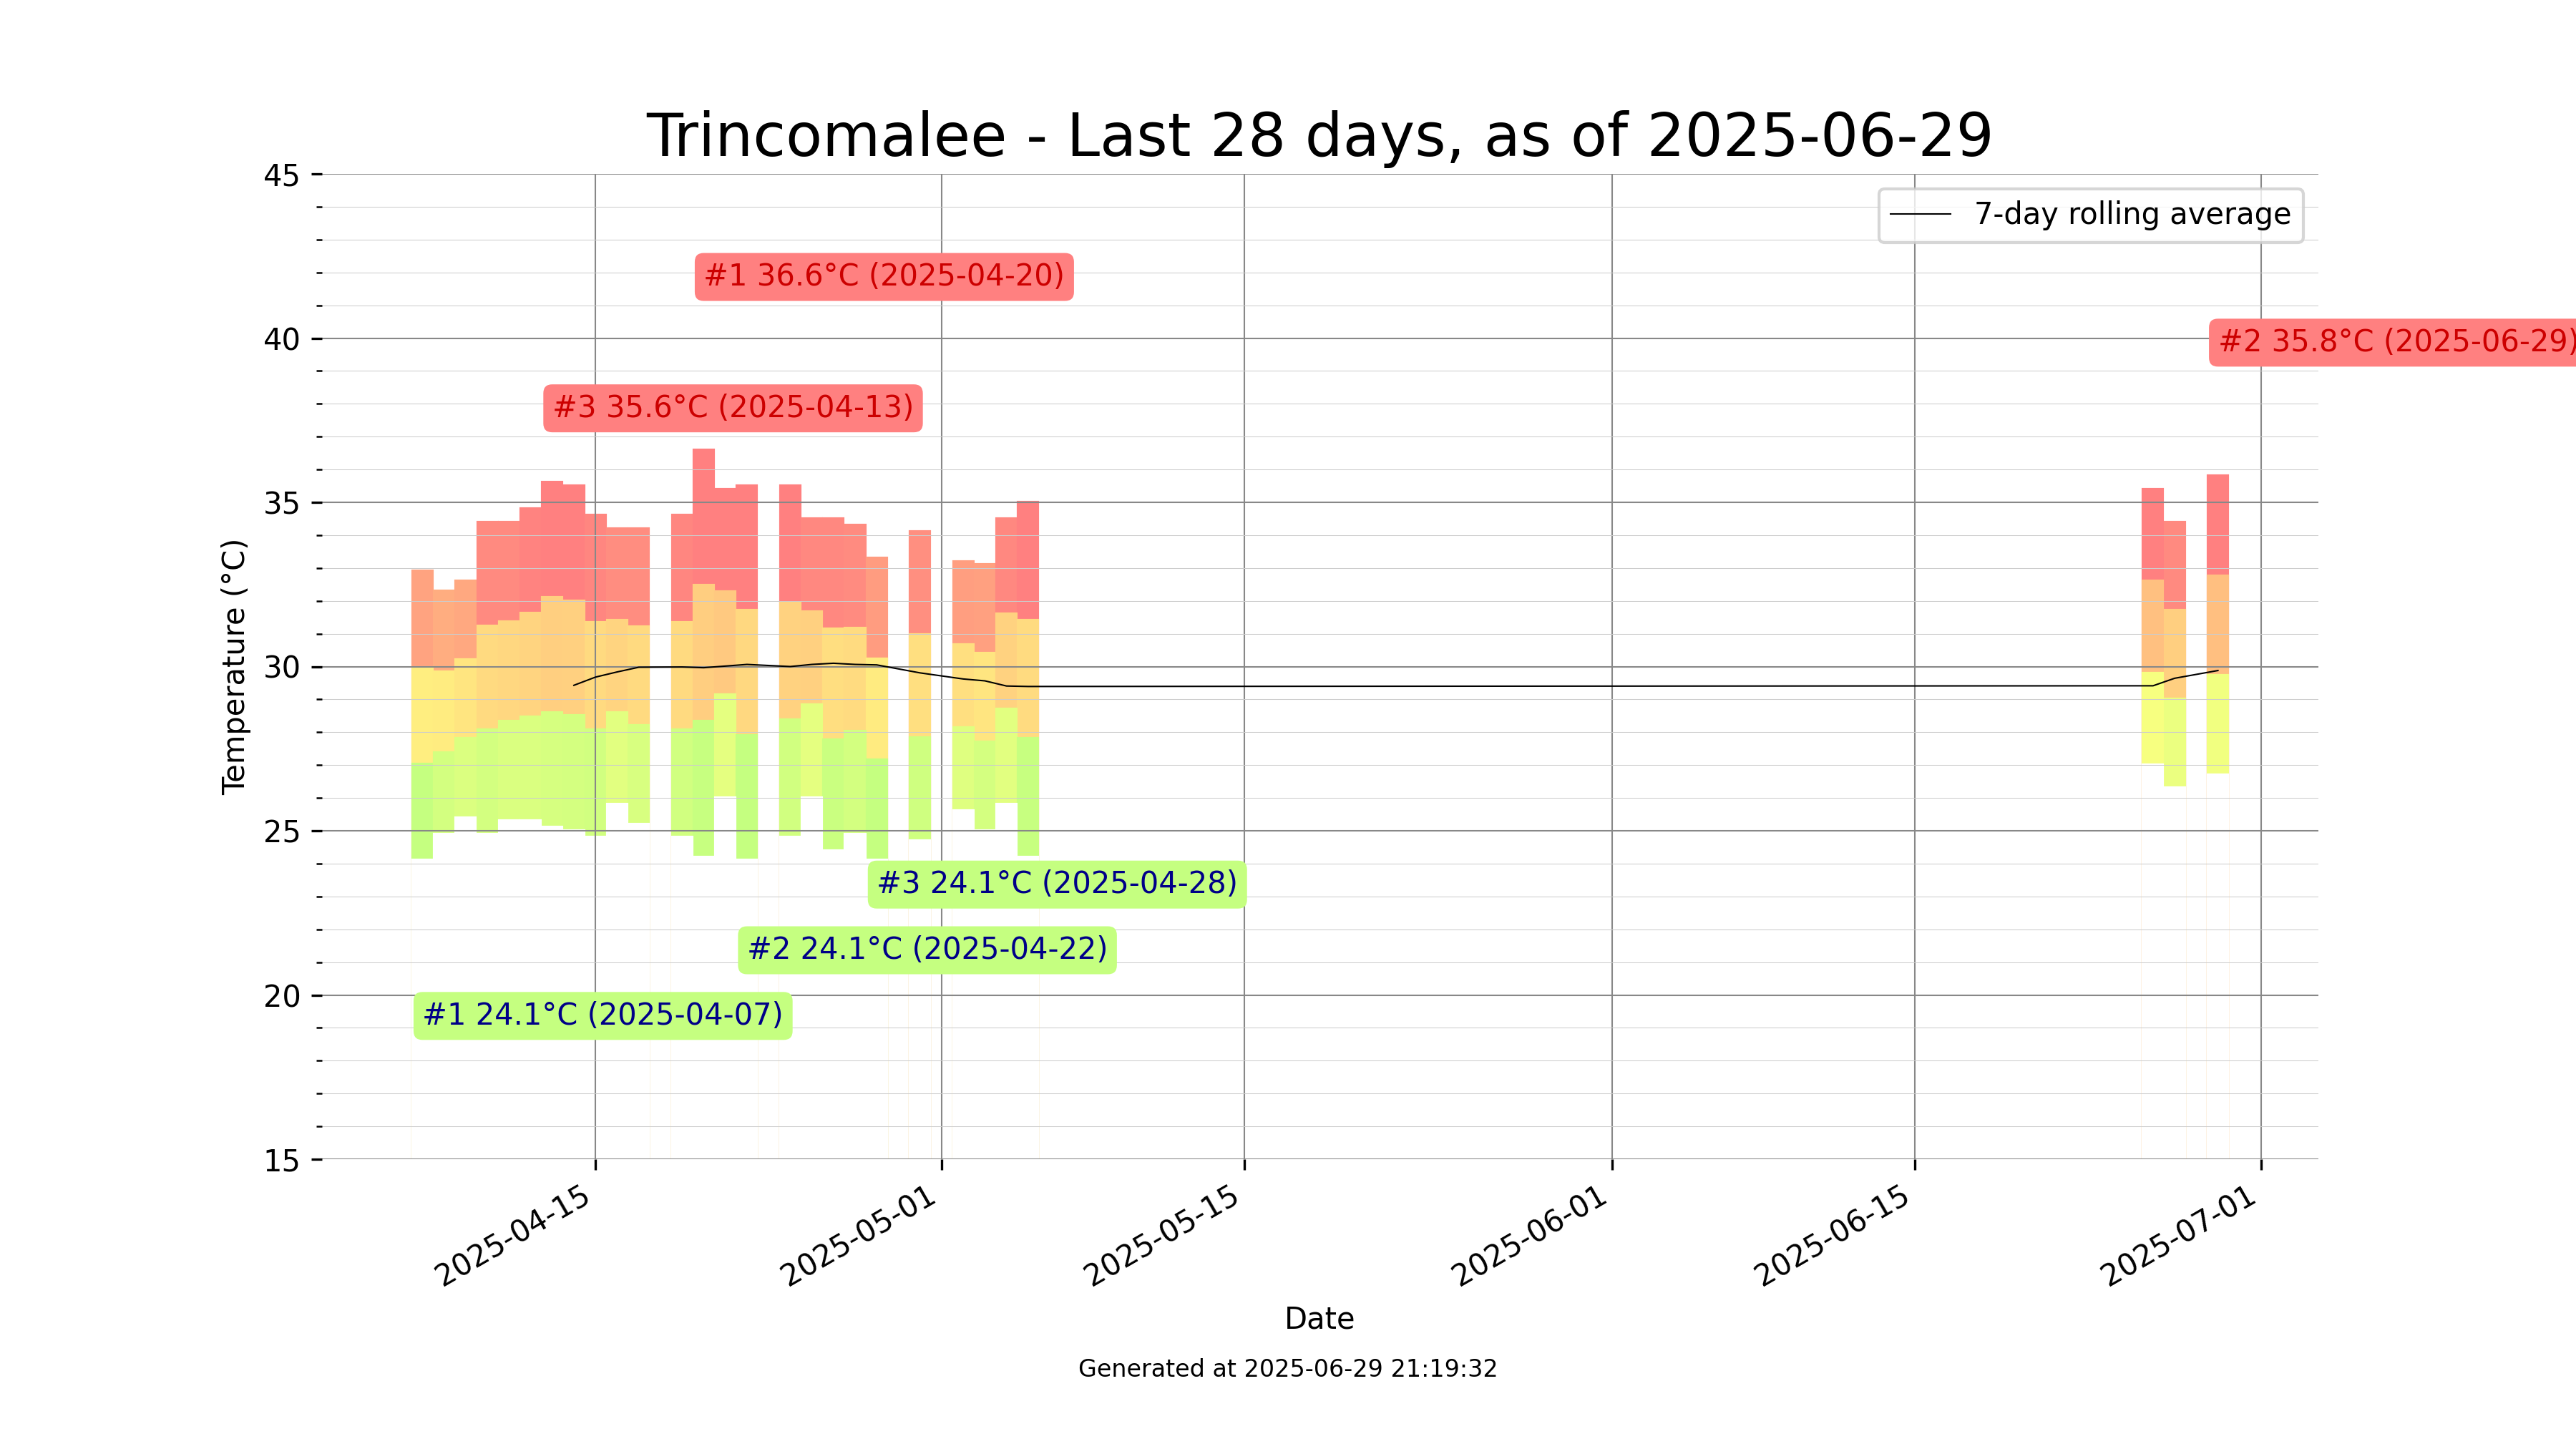 Trincomalee - Last 28 days, as of 2025-06-29
45
40
35
30
25
20
15
Temperature (°C)
7-day rolling average
#1 36.6°C (2025-04-20)
#2 35.8°C (2025-06-29)
#3 35.6°C (2025-04-13)
#3 24.1°C (2025-04-28)
#2 24.1°C (2025-04-22)
#1 24.1°C (2025-04-07)
2025-04-15
2025-05-01
2025-05-15
2025-06-01
2025-06-15
2025-07-01
Date
Generated at 2025-06-29 21:19:32